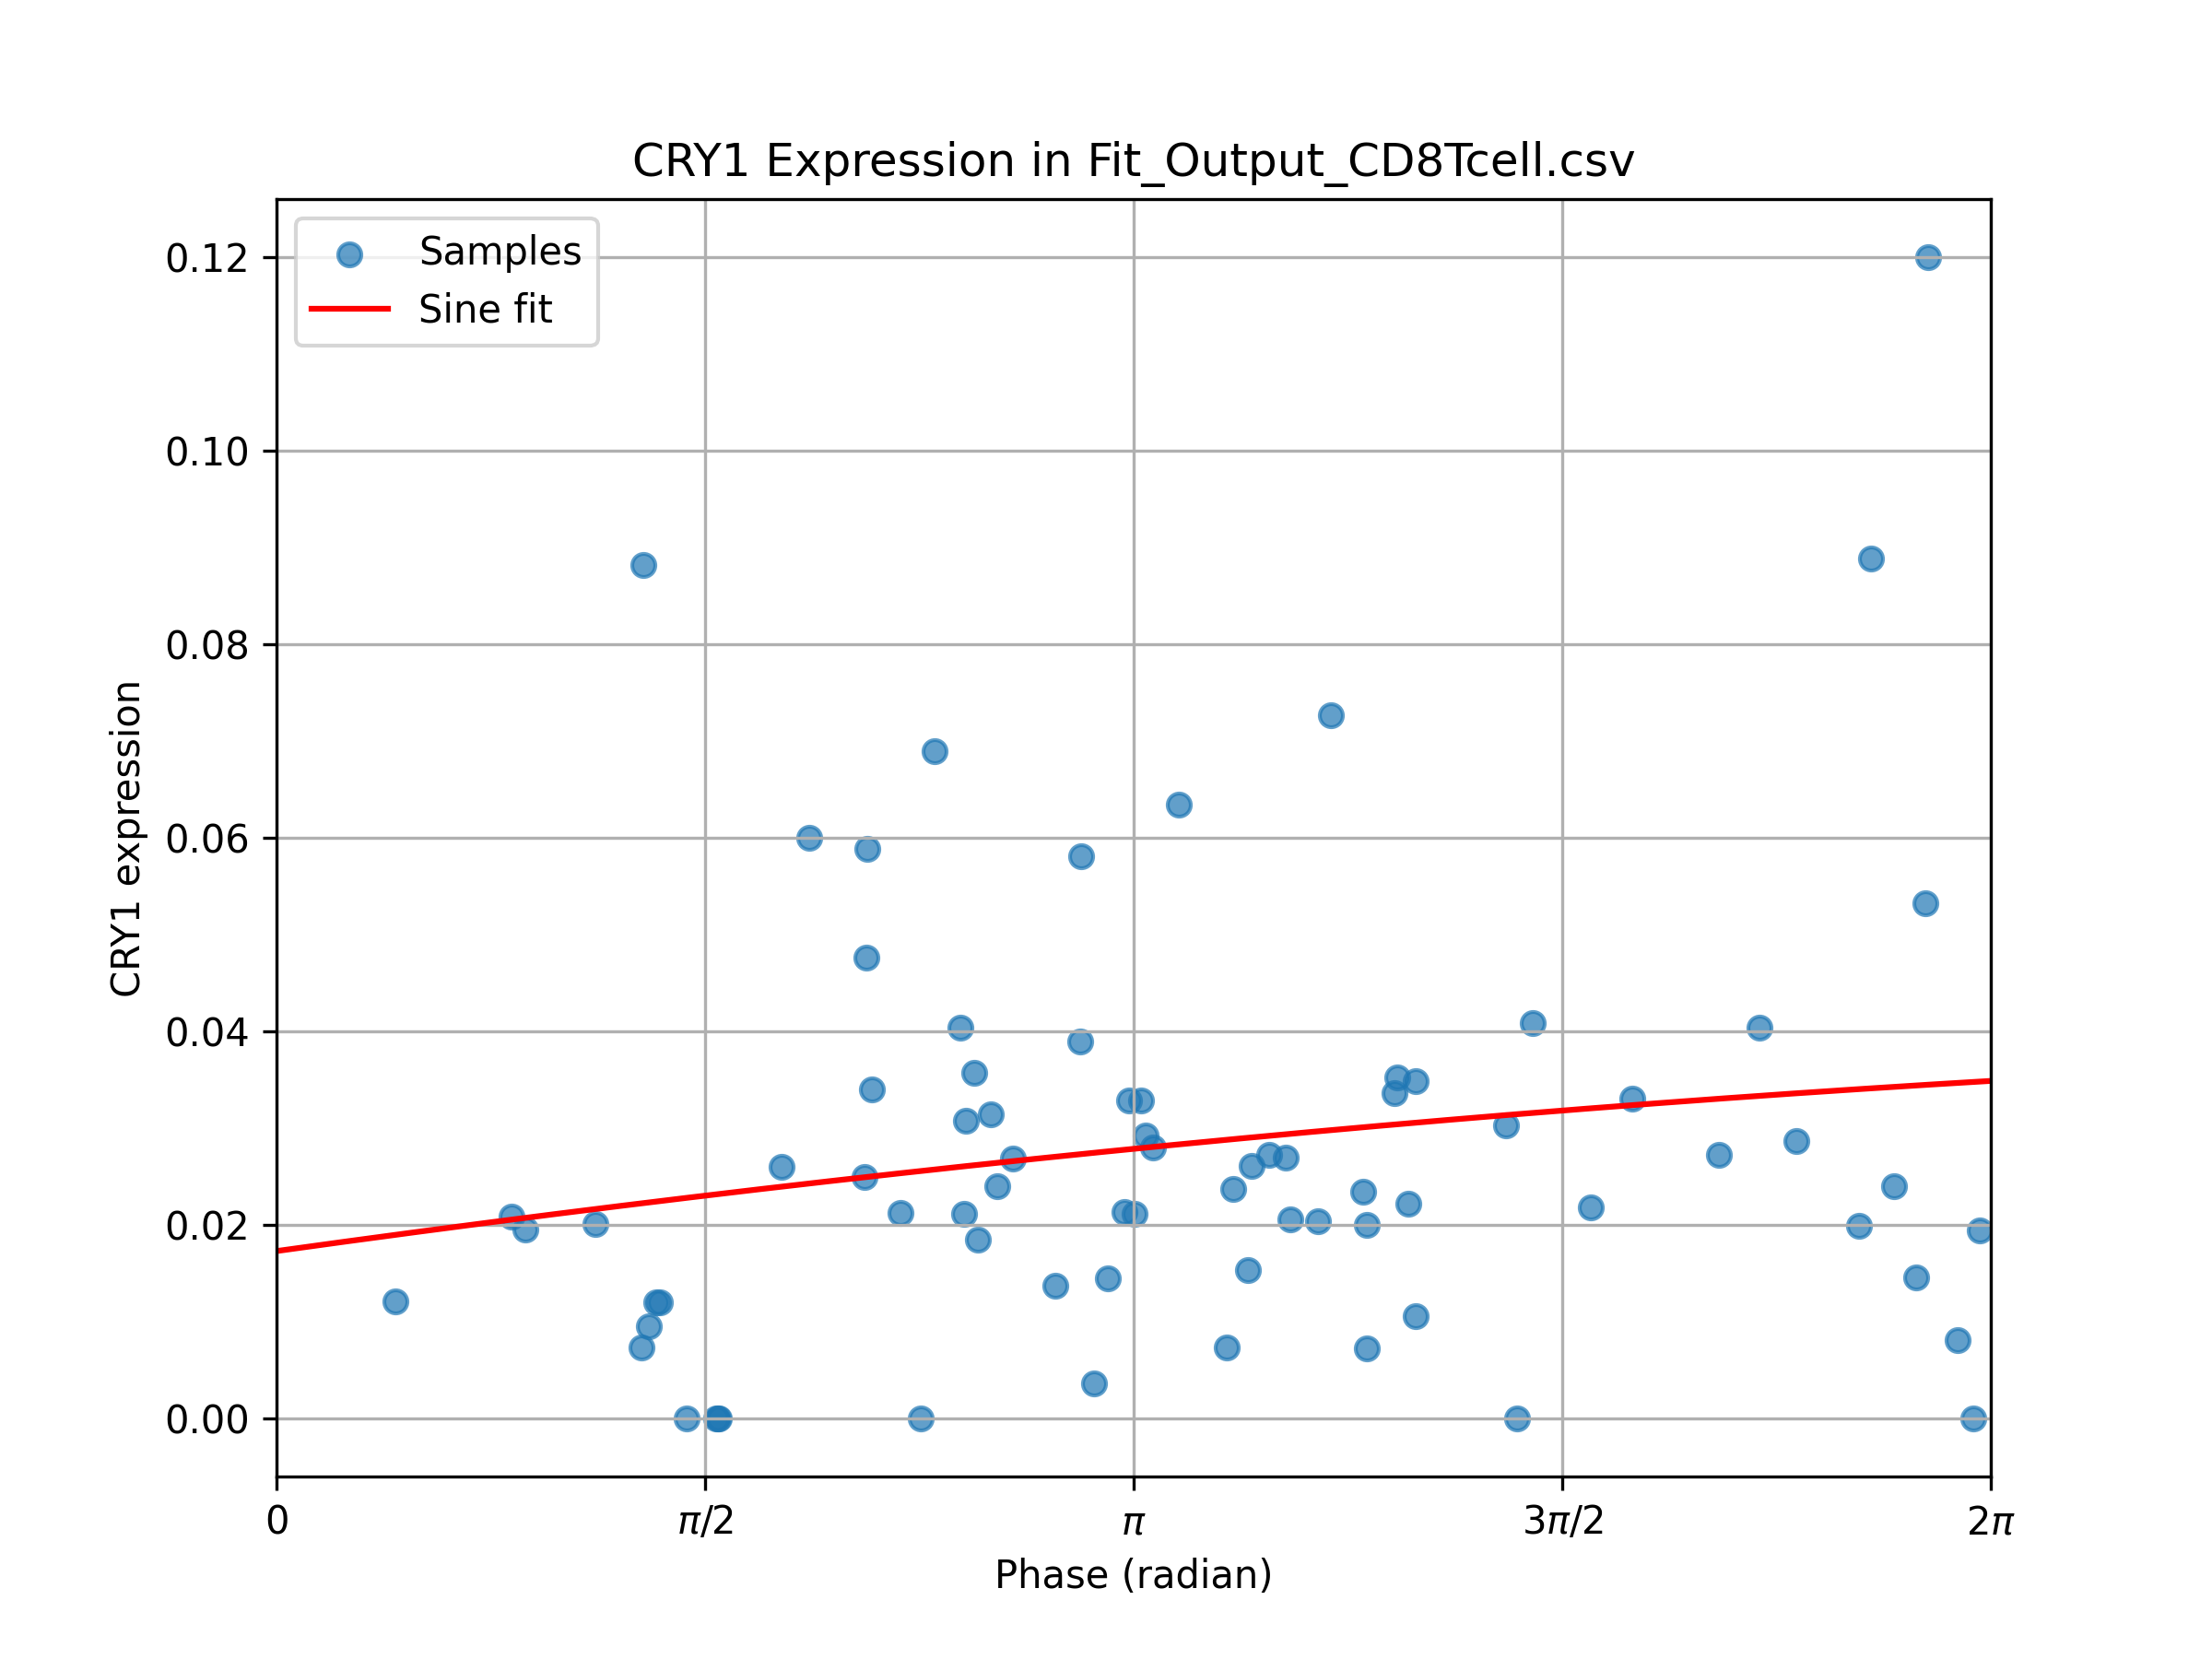 CRY1 Expression in Fit_Output_CD8Tcell.csv
Samples
Sine fit
0.12
0.10
0.08
0.06
0.04
0.02
0.00
CRY1 expression
0 π/2 π 3π/2 2π
Phase (radian)